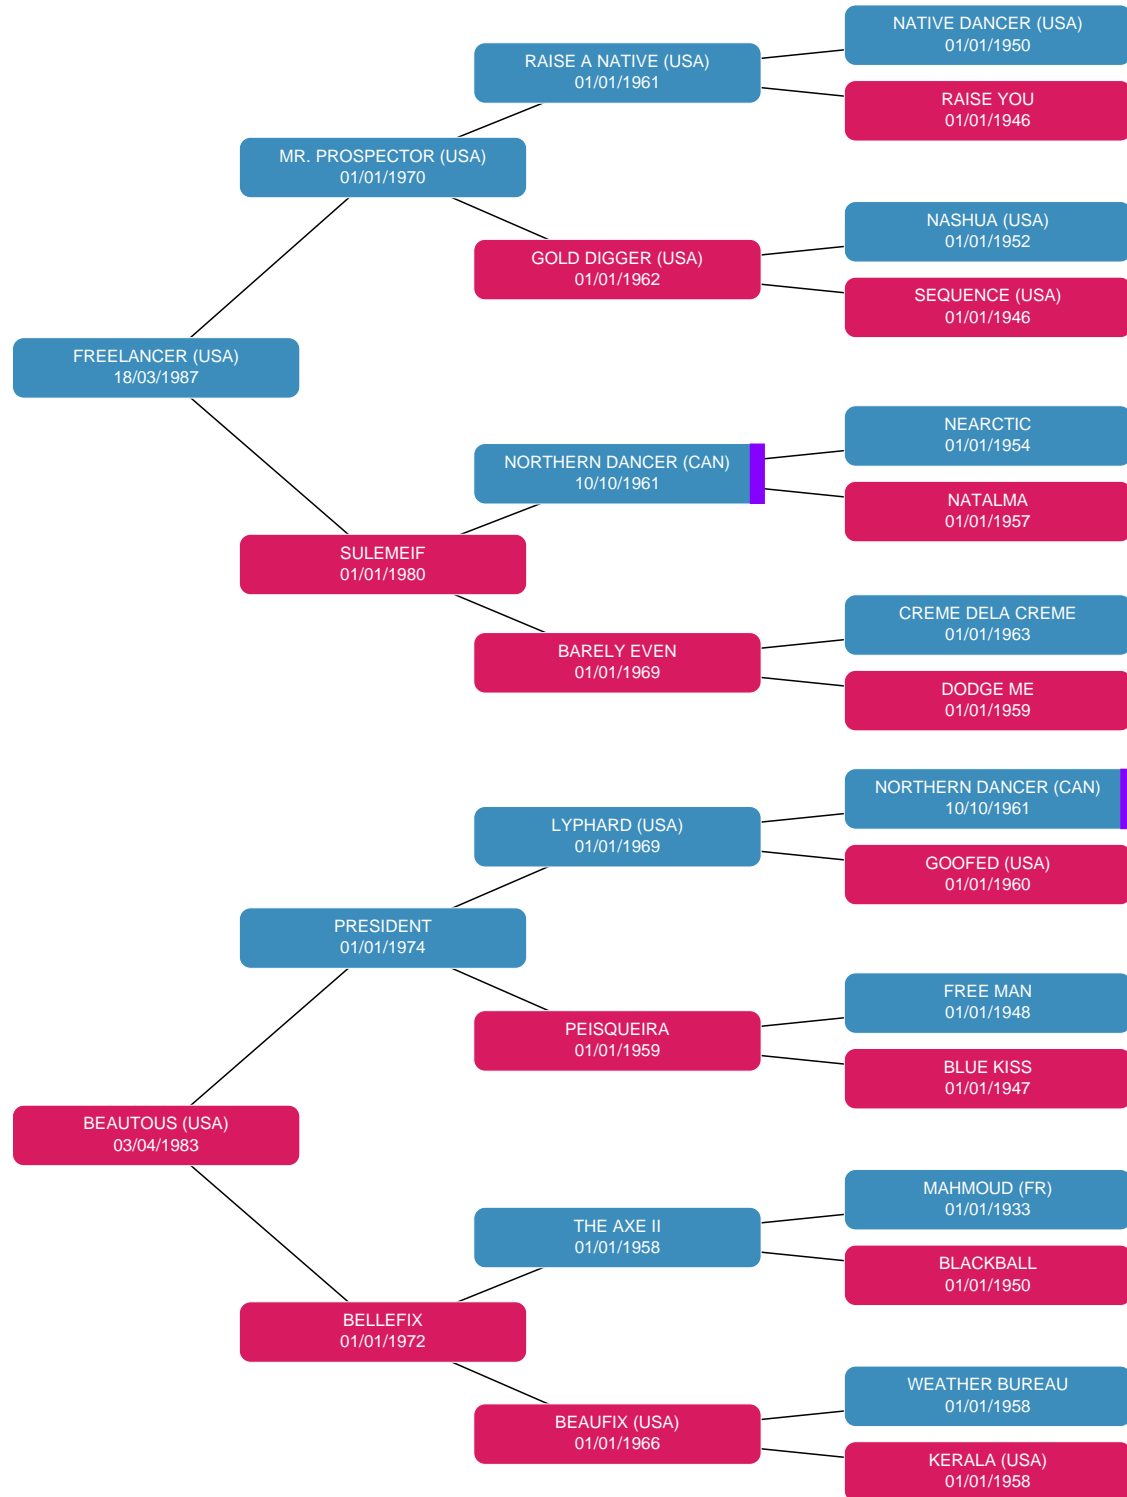 NATIVE DANCER (USA)
01/01/1950
RAISE A NATIVE (USA)
01/01/1961
RAISE YOU
01/01/1946
MR. PROSPECTOR (USA)
01/01/1970
NASHUA (USA)
01/01/1952
GOLD DIGGER (USA)
01/01/1962
SEQUENCE (USA)
01/01/1946
FREELANCER (USA)
18/03/1987
NEARCTIC
01/01/1954
NORTHERN DANCER (CAN)
10/10/1961
NATALMA
01/01/1957
SULEMEIF
01/01/1980
CREME DELA CREME
01/01/1963
BARELY EVEN
01/01/1969
DODGE ME
01/01/1959
NORTHERN DANCER (CAN)
10/10/1961
LYPHARD (USA)
01/01/1969
GOOFED (USA)
01/01/1960
PRESIDENT
01/01/1974
FREE MAN
01/01/1948
PEISQUEIRA
01/01/1959
BLUE KISS
01/01/1947
BEAUTOUS (USA)
03/04/1983
MAHMOUD (FR)
01/01/1933
THE AXE II
01/01/1958
BLACKBALL
01/01/1950
BELLEFIX
01/01/1972
WEATHER BUREAU
01/01/1958
BEAUFIX (USA)
01/01/1966
KERALA (USA)
01/01/1958